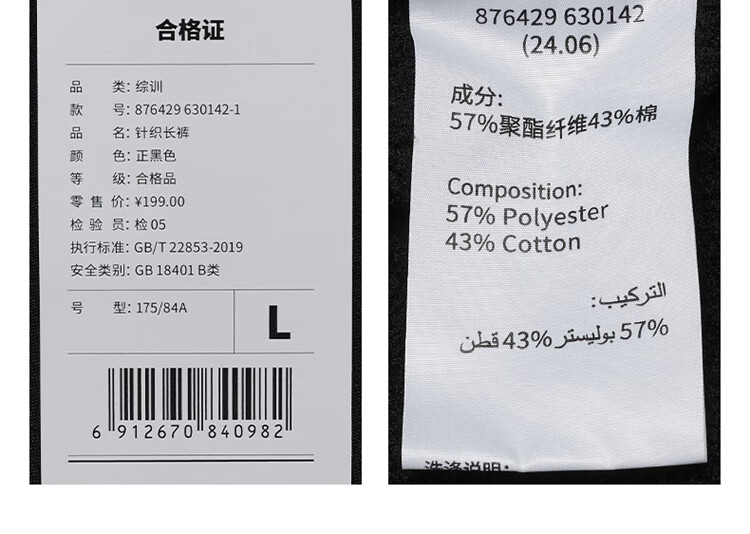 合格证
品 类: 综训
款 号: 876429 630142-1
品 名: 针织长裤
颜 色: 正黑色
等 级: 合格品
零 售 价: ¥199.00
检 验 员: 检 05
执行标准: GB/T 22853-2019
安全类别: GB 18401 B类
号 型: 175/84A
L
6 912670 840982
876429 630142
(24.06)
成分:
57%聚酯纤维43%棉
Composition:
57% Polyester
43% Cotton
التركيب:
57% بوليستر 43% قطن
洗涤说明: